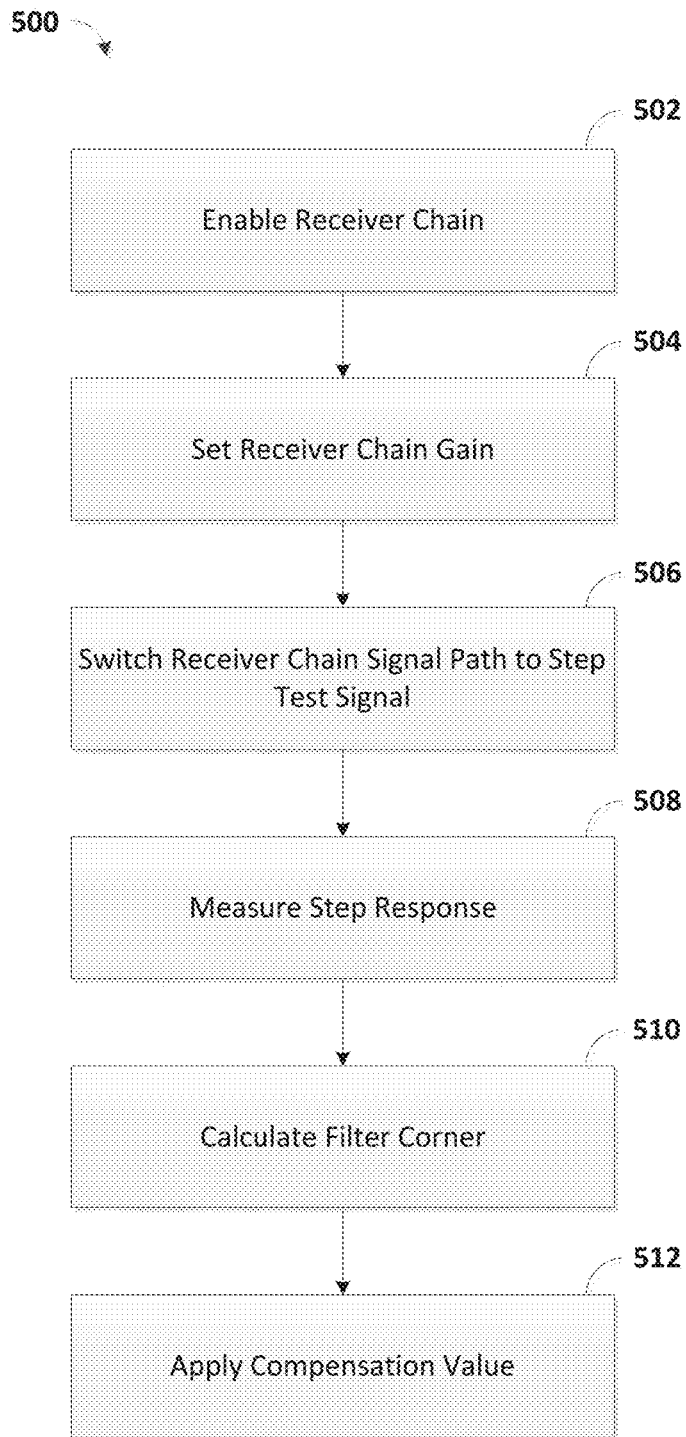 500
502
Enable Receiver Chain
504
Set Receiver Chain Gain
506
Switch Receiver Chain Signal Path to Step
Test Signal
508
Measure Step Response
510
Calculate Filter Corner
512
Apply Compensation Value